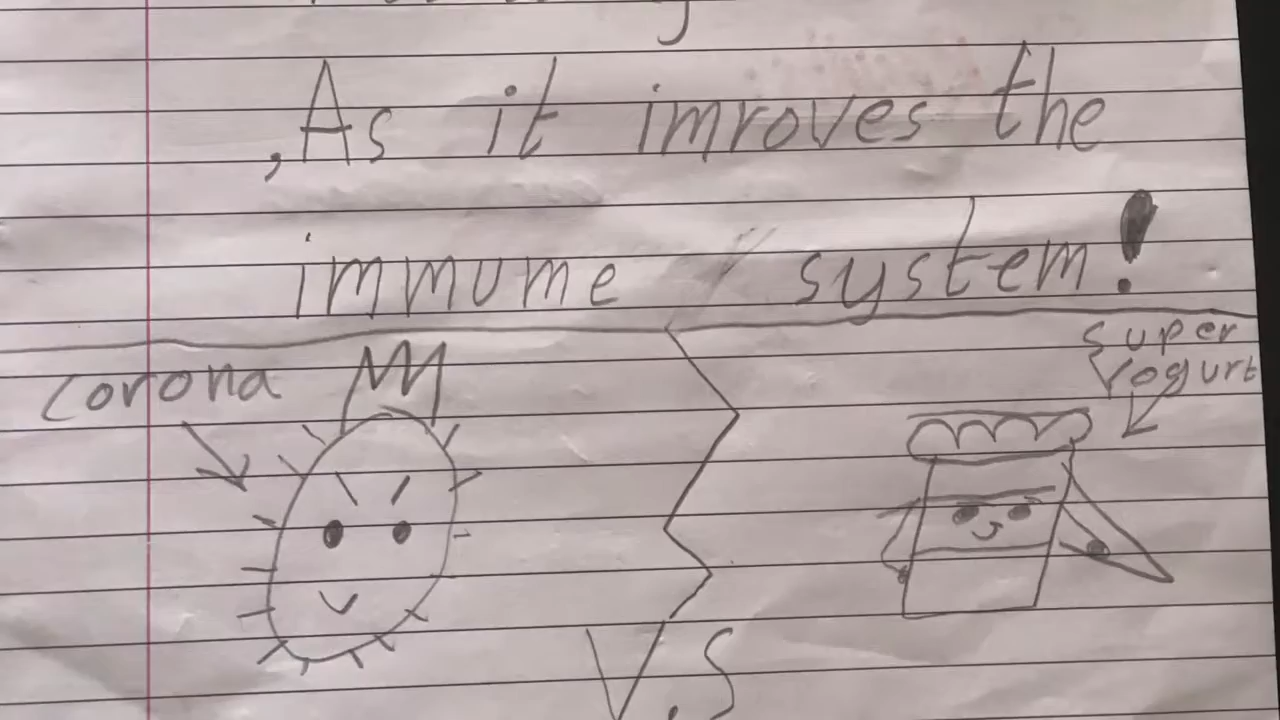 ,As it imroves the
immume system!
corona
super
Yogurt
V.S